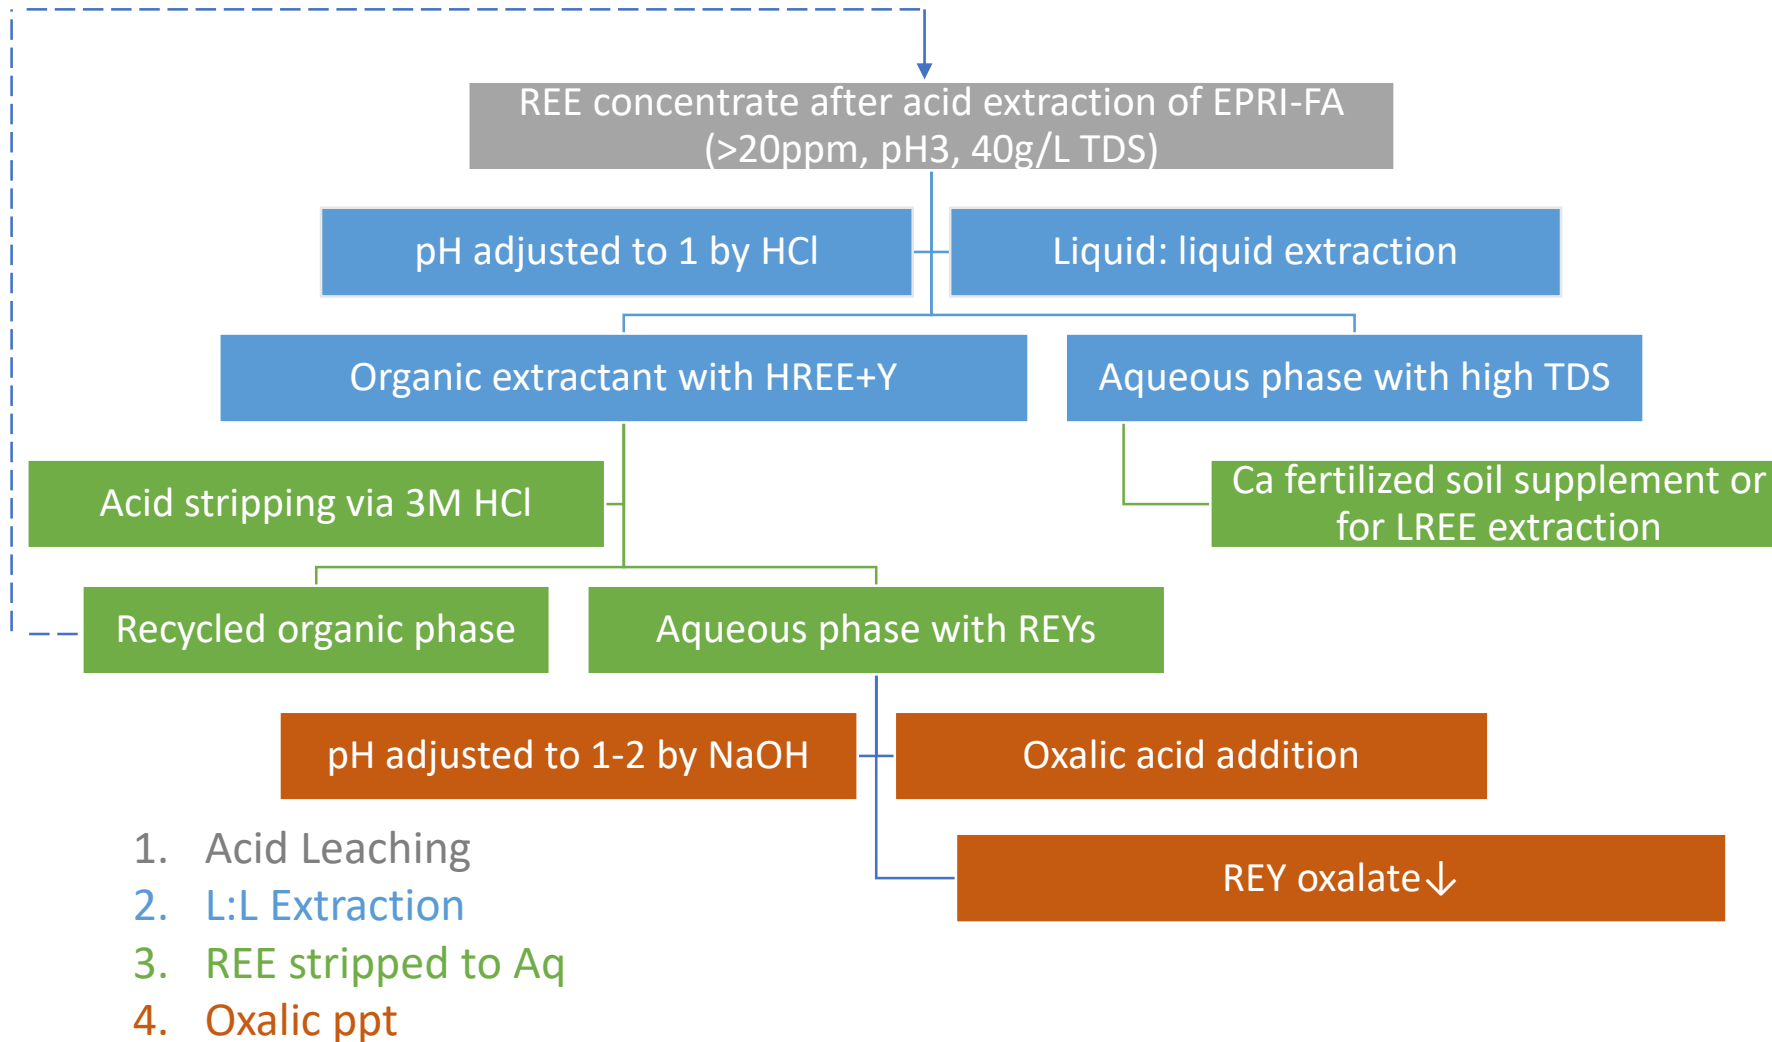 REE concentrate after acid extraction of EPRI-FA
(>20ppm, pH3, 40g/L TDS)
pH adjusted to 1 by HCl
Liquid: liquid extraction
Organic extractant with HREE+Y
Aqueous phase with high TDS
Acid stripping via 3M HCl
Ca fertilized soil supplement or
for LREE extraction
Recycled organic phase
Aqueous phase with REYs
pH adjusted to 1-2 by NaOH
Oxalic acid addition
REY oxalate↓
1. Acid Leaching
2. L:L Extraction
3. REE stripped to Aq
4. Oxalic ppt